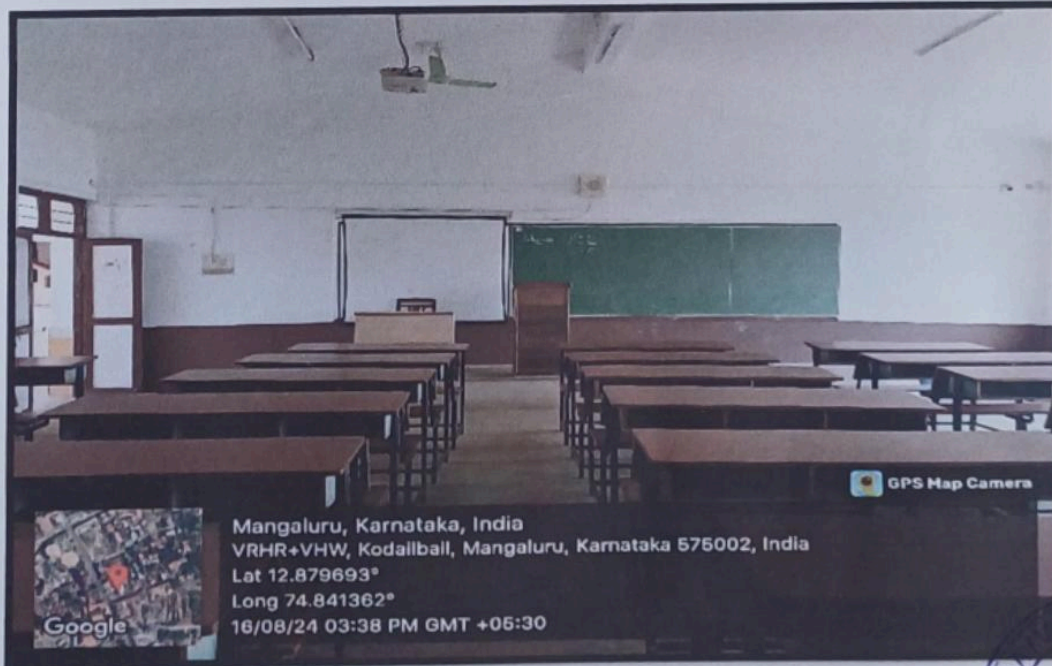 GPS Map Camera
Mangaluru, Karnataka, India
VRHR+VHW, Kodailbail, Mangaluru, Karnataka 575002, India
Lat 12.879693°
Long 74.841362°
16/08/24 03:38 PM GMT +05:30
Google